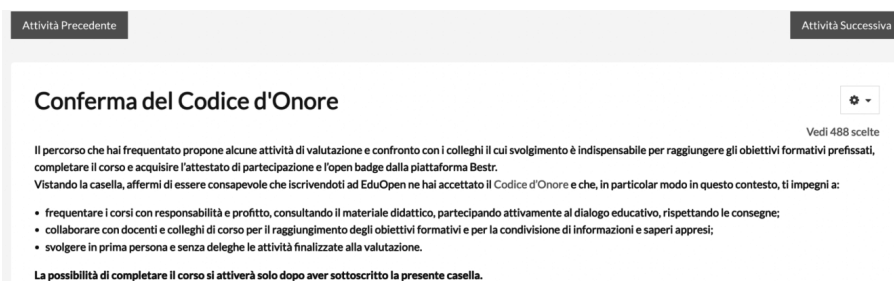 Attività Precedente
Attività Successiva
Conferma del Codice d'Onore
Vedi 488 scelte
Il percorso che hai frequentato propone alcune attività di valutazione e confronto con i colleghi il cui svolgimento è indispensabile per raggiungere gli obiettivi formativi prefissati,
completare il corso e acquisire l'attestato di partecipazione e l'open badge dalla piattaforma Bestr.
Vistando la casella, affermi di essere consapevole che iscrivendoti ad EduOpen ne hai accettato il Codice d'Onore e che, in particolar modo in questo contesto, ti impegni a:
• frequentare i corsi con responsabilità e profitto, consultando il materiale didattico, partecipando attivamente al dialogo educativo, rispettando le consegne;
• collaborare con docenti e colleghi di corso per il raggiungimento degli obiettivi formativi e per la condivisione di informazioni e saperi appresi;
• svolgere in prima persona e senza deleghe le attività finalizzate alla valutazione.
La possibilità di completare il corso si attiverà solo dopo aver sottoscritto la presente casella.